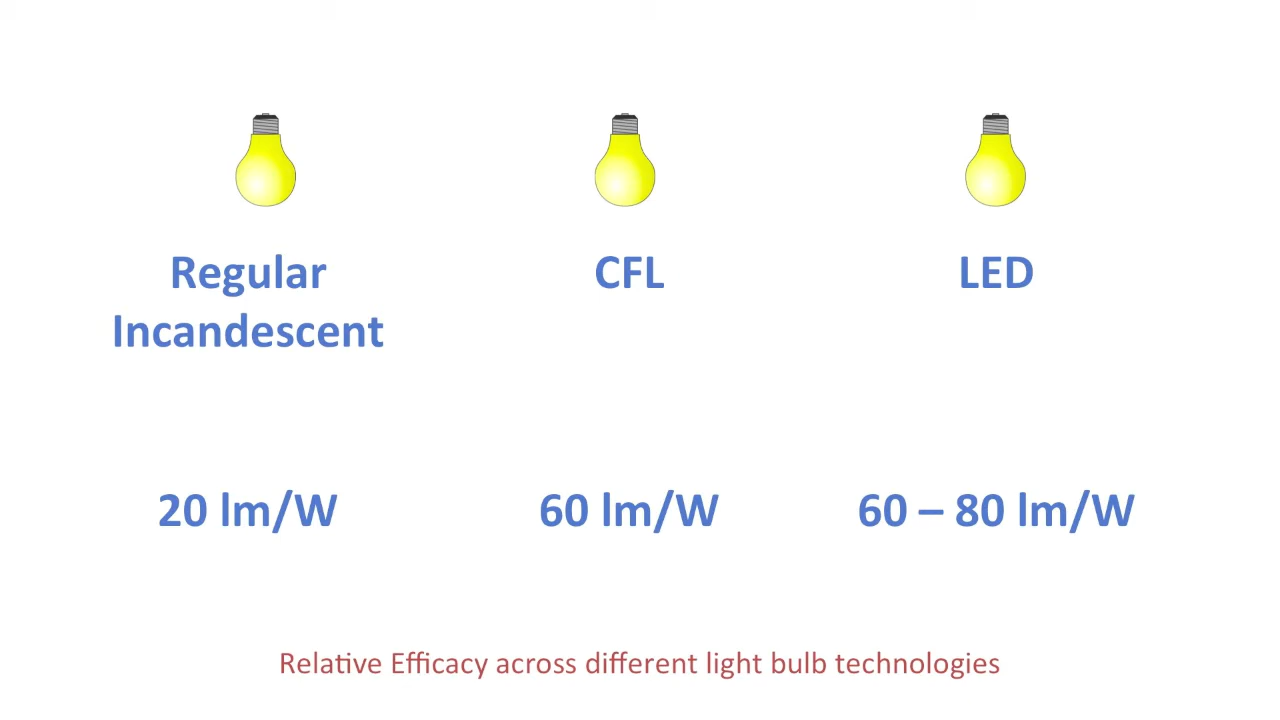 Regular
Incandescent
CFL
LED
20 lm/W
60 lm/W
60 – 80 lm/W
Relative Efficacy across different light bulb technologies